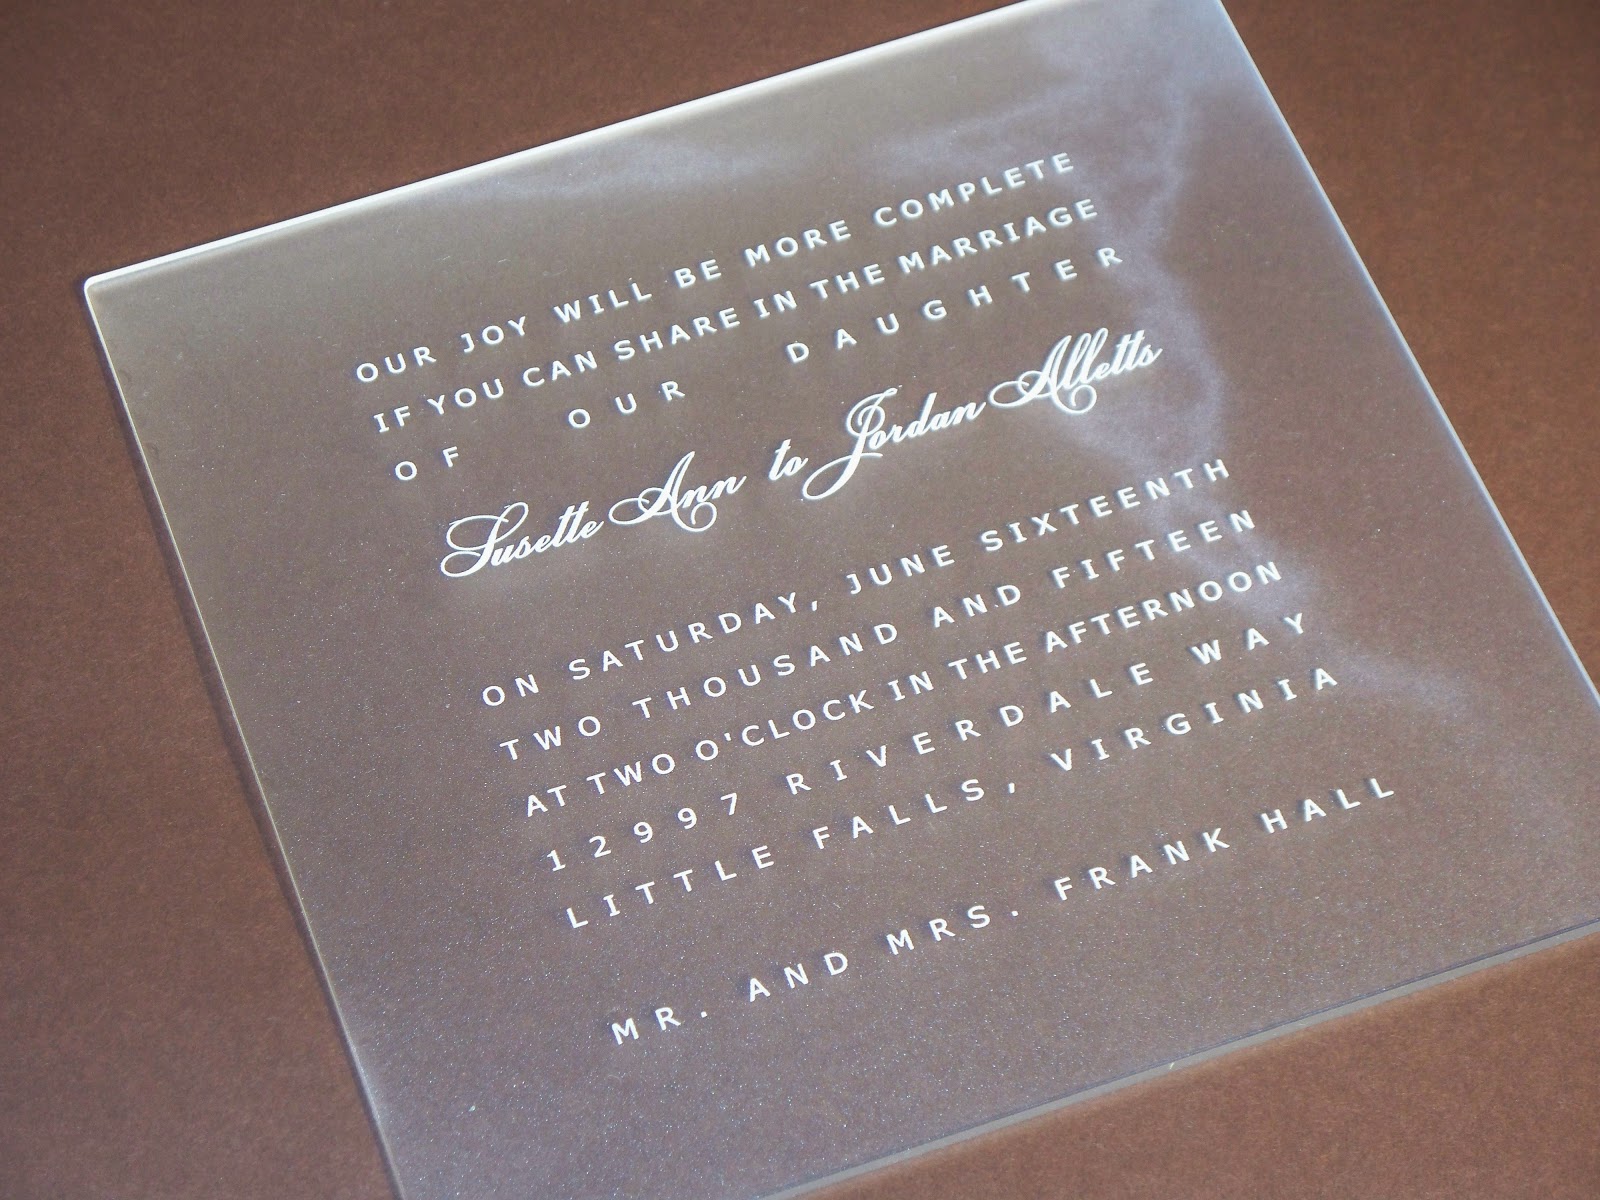 OUR JOY WILL BE MORE COMPLETE
IF YOU CAN SHARE IN THE MARRIAGE
OF OUR DAUGHTER
Susette Ann to Jordan Alletts
ON SATURDAY, JUNE SIXTEENTH
TWO THOUSAND AND FIFTEEN
AT TWO O'CLOCK IN THE AFTERNOON
12997 RIVERDALE WAY
LITTLE FALLS, VIRGINIA
MR. AND MRS. FRANK HALL